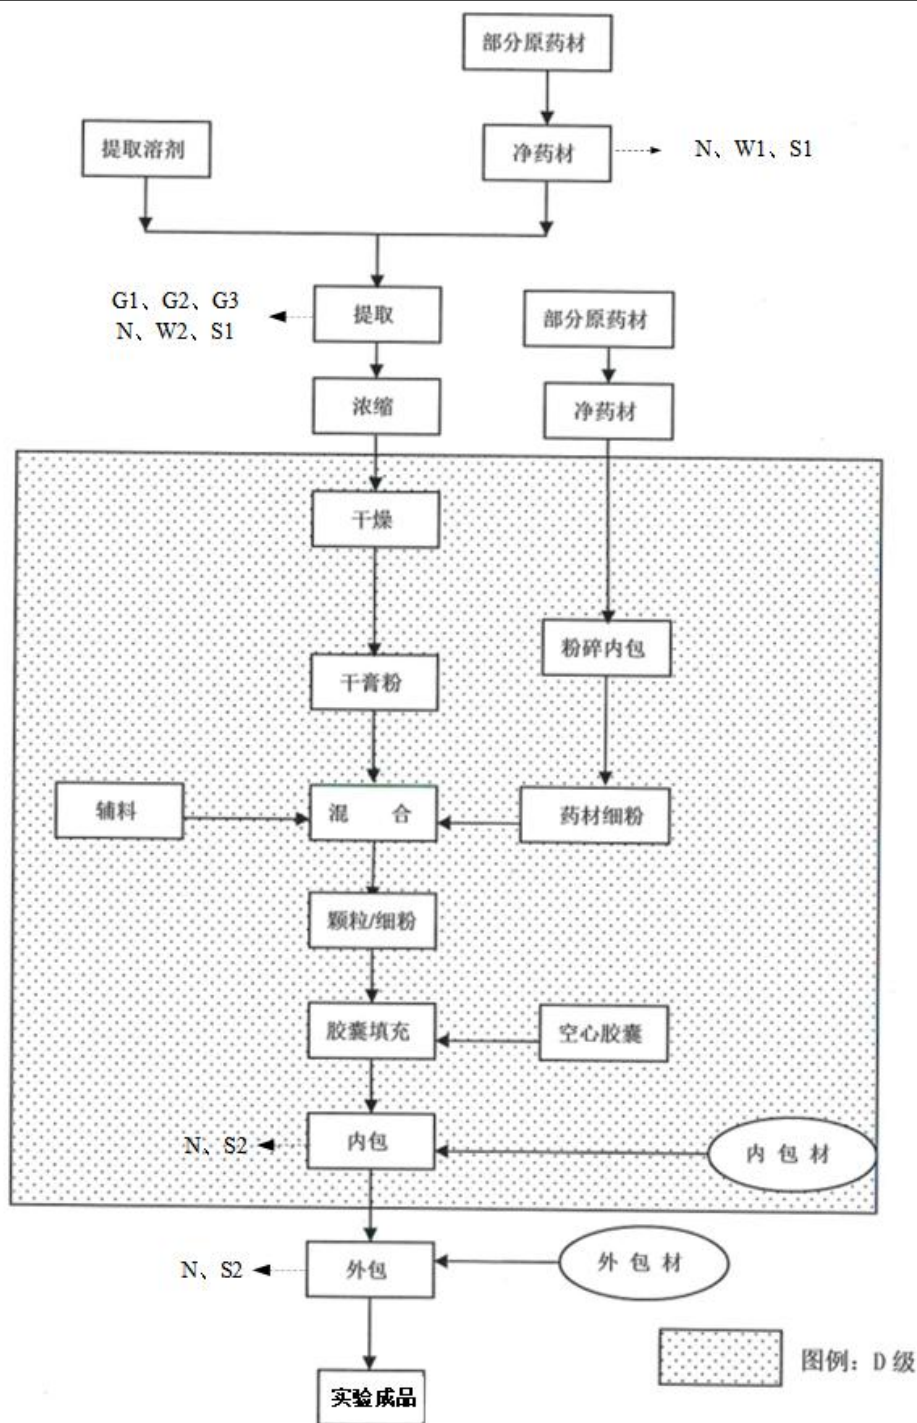 部分原药材
提取溶剂
净药材
N、W1、S1
G1、G2、G3
N、W2、S1
提取
部分原药材
浓缩
净药材
干燥
粉碎内包
干膏粉
辅料
混 合
药材细粉
颗粒/细粉
胶囊填充
空心胶囊
N、S2
内包
内 包 材
N、S2
外包
外 包 材
图例：D 级
实验成品